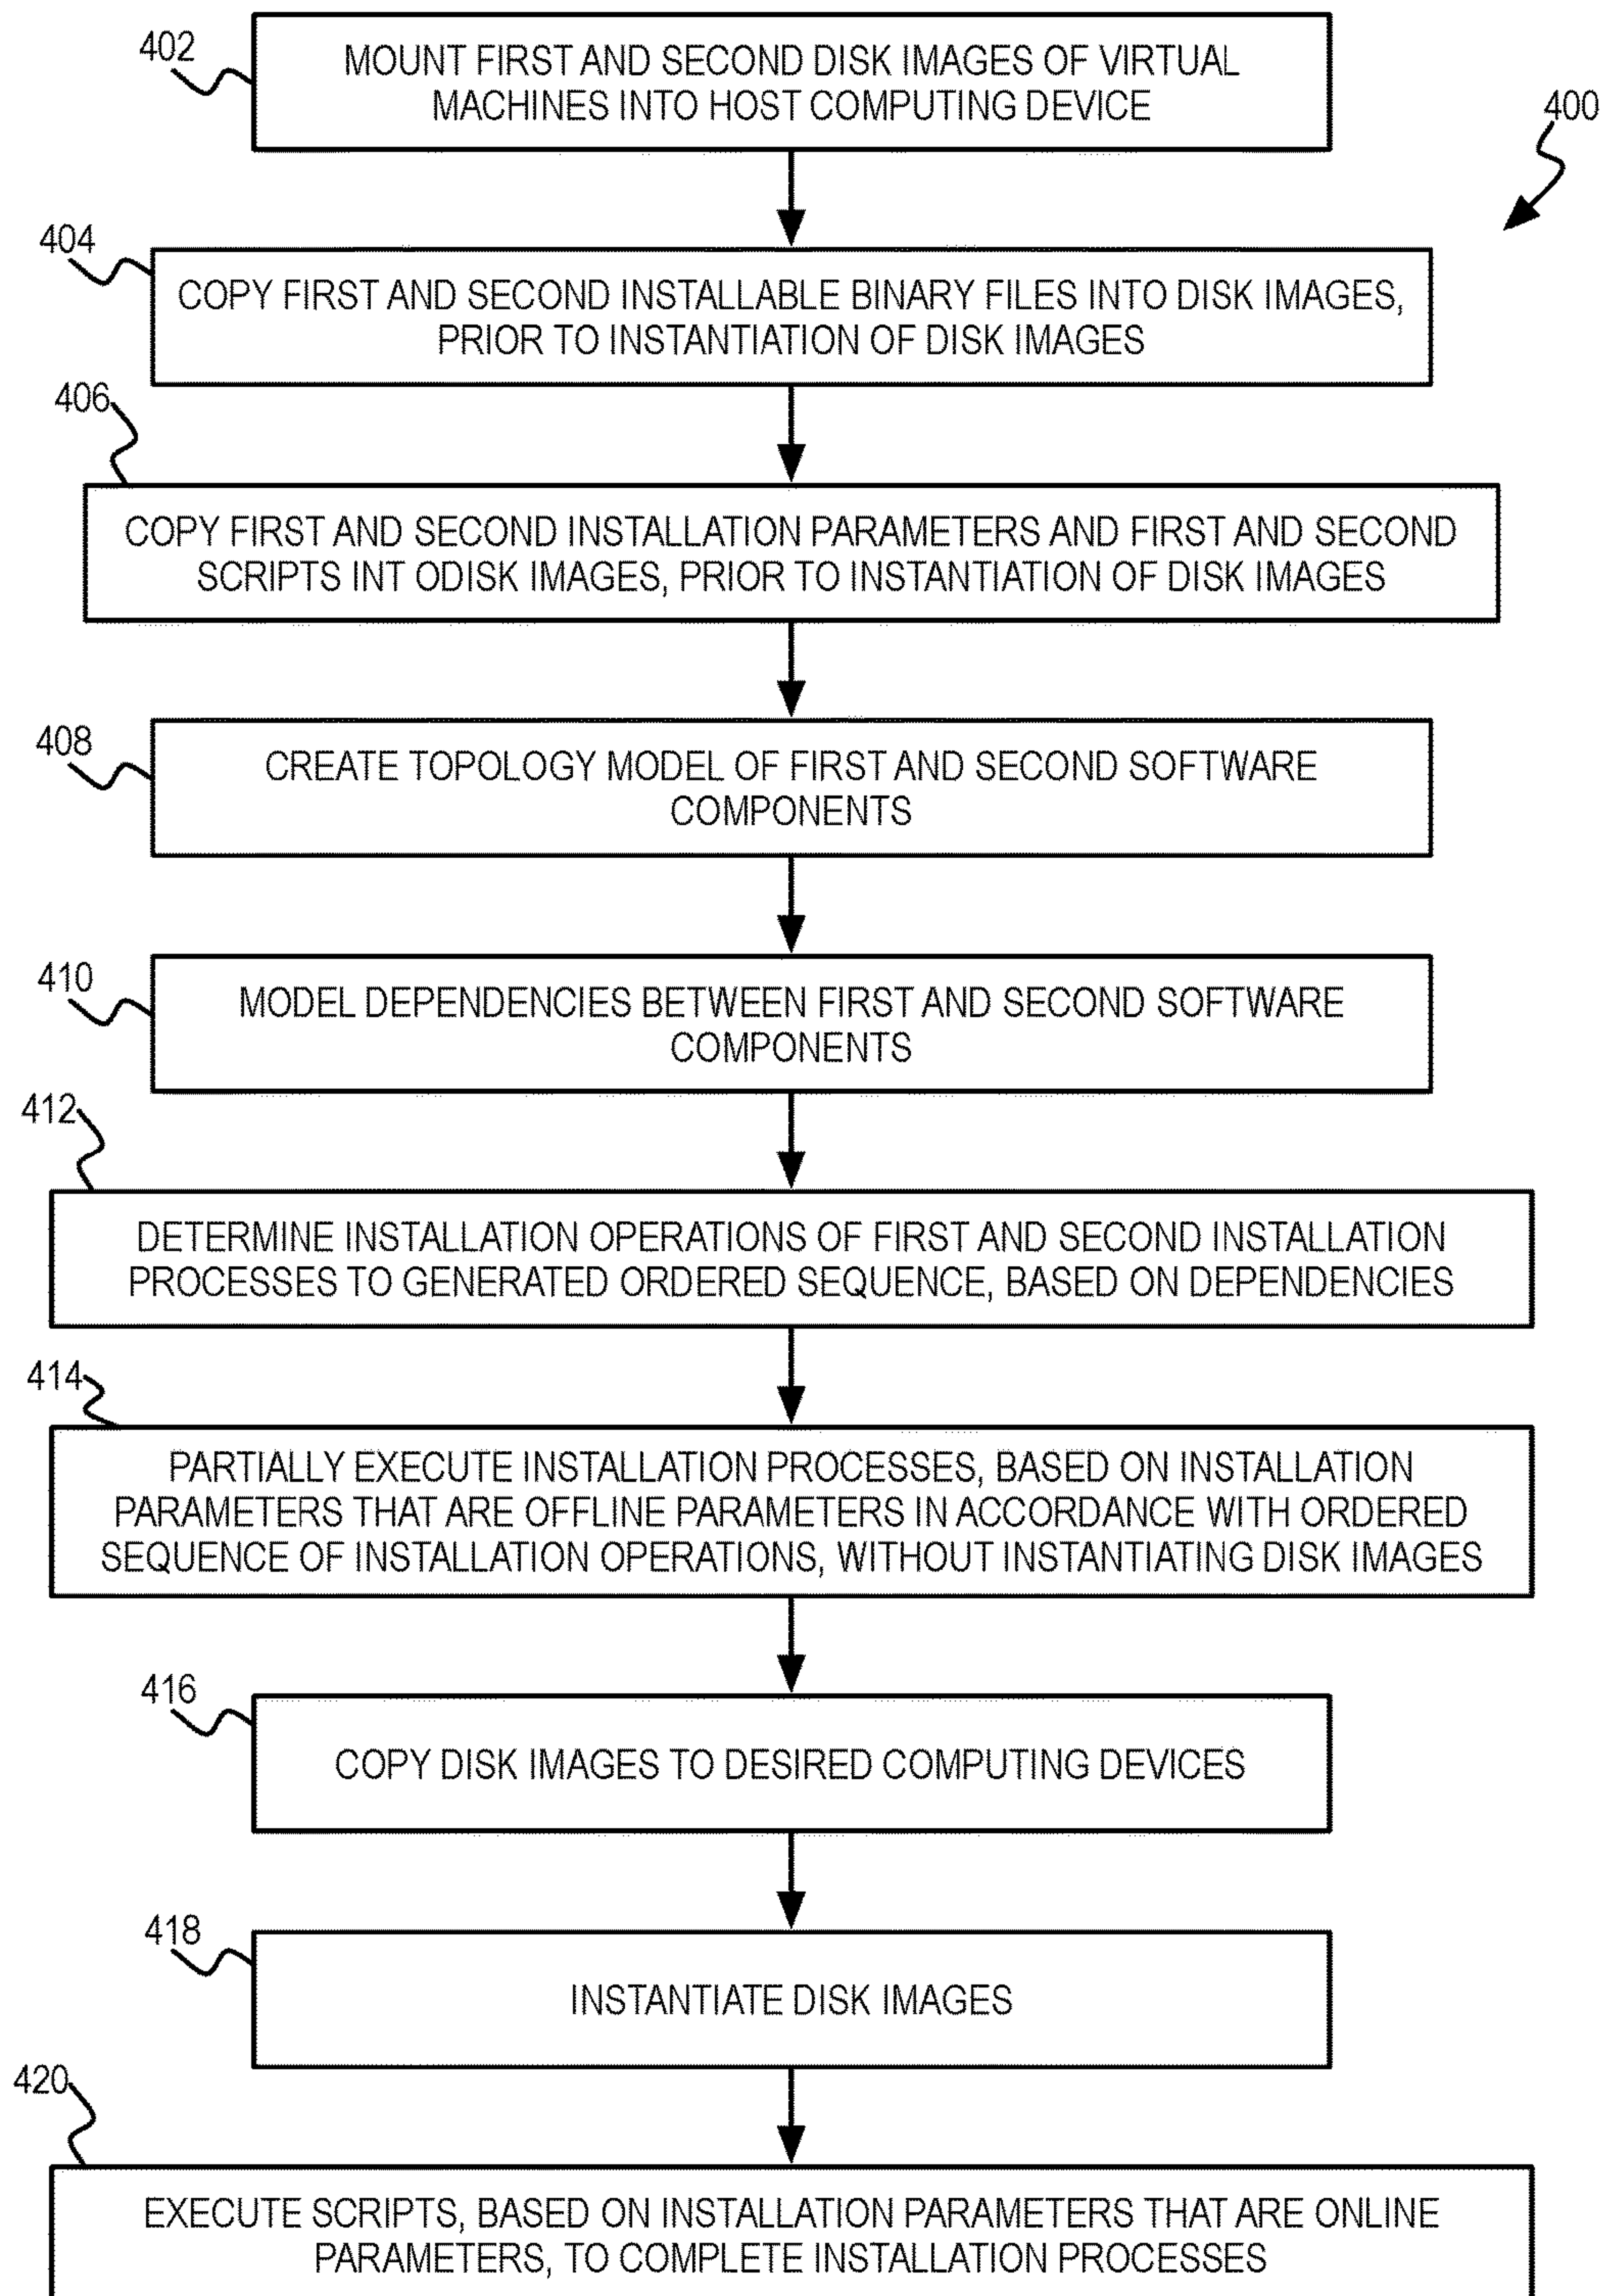 402
MOUNT FIRST AND SECOND DISK IMAGES OF VIRTUAL
MACHINES INTO HOST COMPUTING DEVICE
400
404
COPY FIRST AND SECOND INSTALLABLE BINARY FILES INTO DISK IMAGES,
PRIOR TO INSTANTIATION OF DISK IMAGES
406
COPY FIRST AND SECOND INSTALLATION PARAMETERS AND FIRST AND SECOND
SCRIPTS INT ODISK IMAGES, PRIOR TO INSTANTIATION OF DISK IMAGES
408
CREATE TOPOLOGY MODEL OF FIRST AND SECOND SOFTWARE
COMPONENTS
410
MODEL DEPENDENCIES BETWEEN FIRST AND SECOND SOFTWARE
COMPONENTS
412
DETERMINE INSTALLATION OPERATIONS OF FIRST AND SECOND INSTALLATION
PROCESSES TO GENERATED ORDERED SEQUENCE, BASED ON DEPENDENCIES
414
PARTIALLY EXECUTE INSTALLATION PROCESSES, BASED ON INSTALLATION
PARAMETERS THAT ARE OFFLINE PARAMETERS IN ACCORDANCE WITH ORDERED
SEQUENCE OF INSTALLATION OPERATIONS, WITHOUT INSTANTIATING DISK IMAGES
416
COPY DISK IMAGES TO DESIRED COMPUTING DEVICES
418
INSTANTIATE DISK IMAGES
420
EXECUTE SCRIPTS, BASED ON INSTALLATION PARAMETERS THAT ARE ONLINE
PARAMETERS, TO COMPLETE INSTALLATION PROCESSES